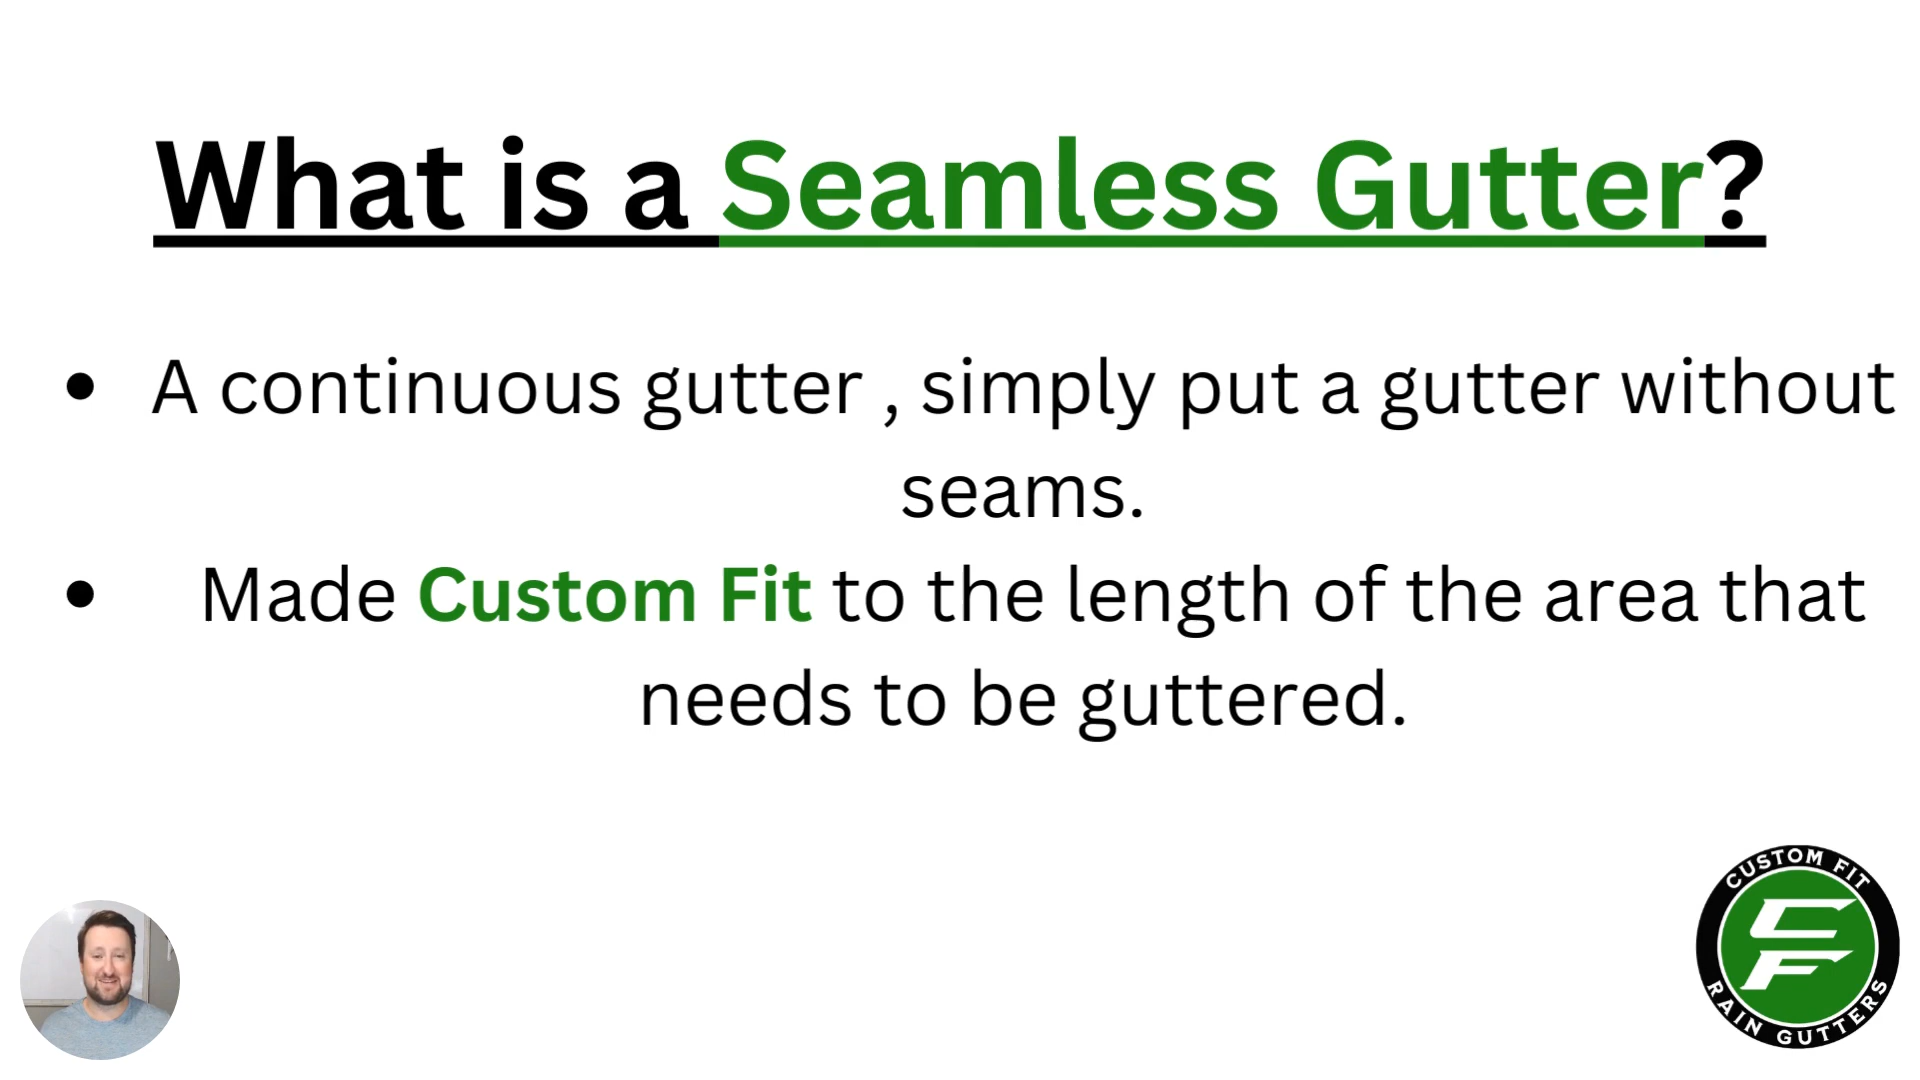 What is a Seamless Gutter?
• A continuous gutter , simply put a gutter without
seams.
• Made Custom Fit to the length of the area that
needs to be guttered.
CUSTOM FIT
CF
RAIN GUTTERS